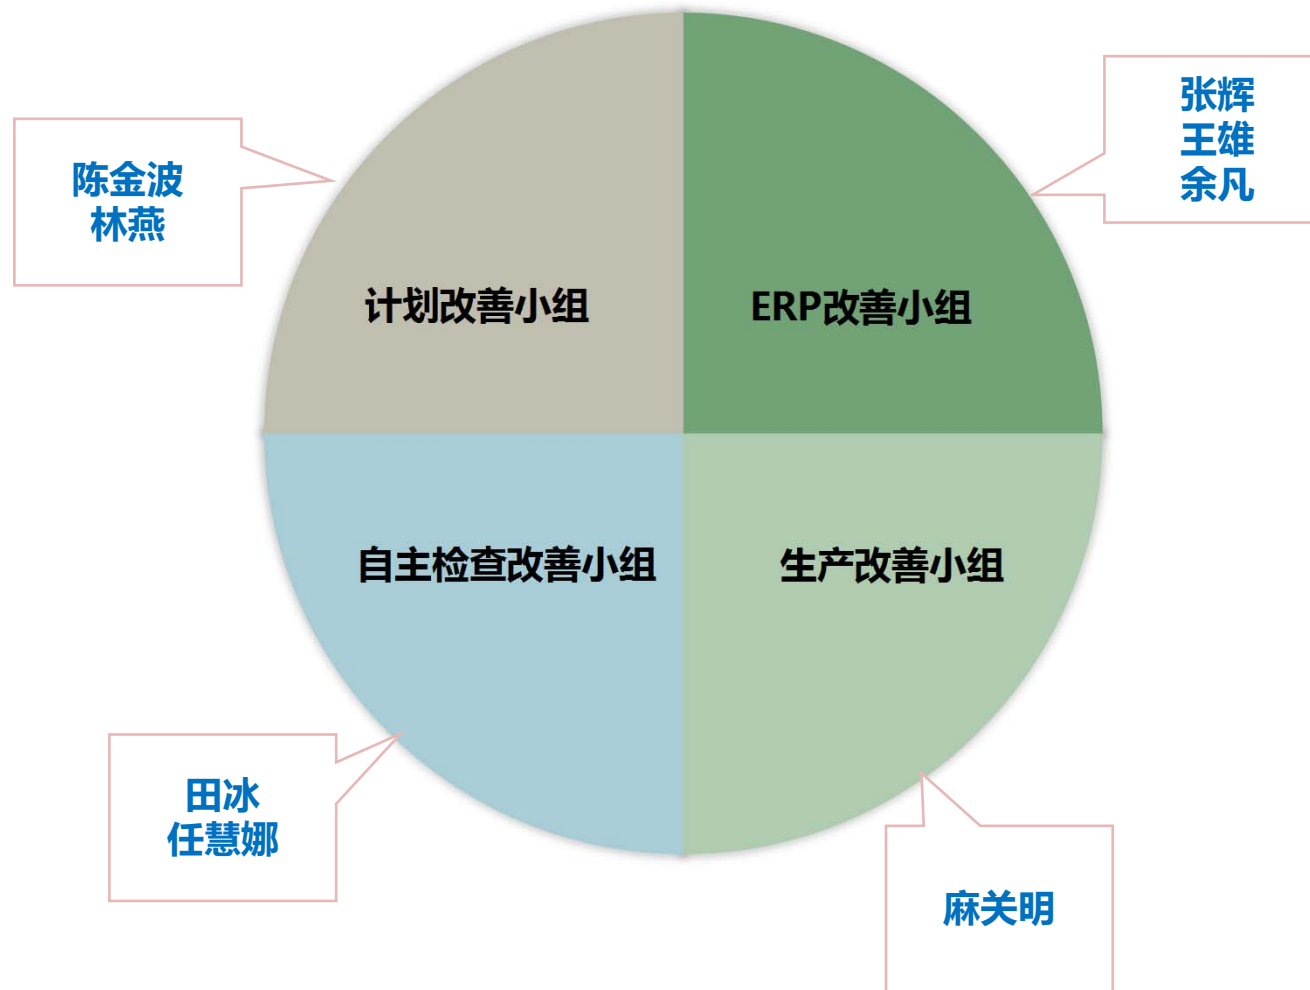 张辉
王雄
余凡
陈金波
林燕
计划改善小组
ERP改善小组
自主检查改善小组
生产改善小组
田冰
任慧娜
麻关明